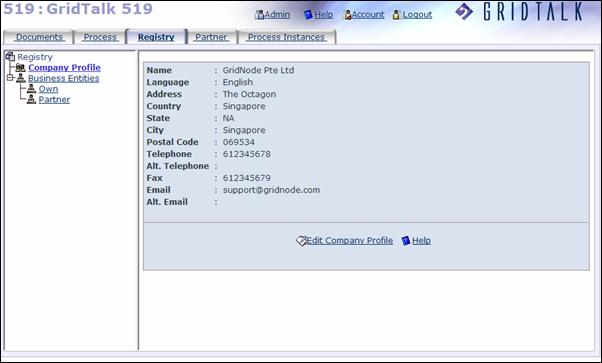 519 : GridTalk 519
Admin Help Account Logout
GRIDTALK
Documents Process Registry Partner Process Instances
Registry
Company Profile
Business Entities
Own
Partner
Name : GridNode Pte Ltd
Language : English
Address : The Octagon
Country : Singapore
State : NA
City : Singapore
Postal Code : 069534
Telephone : 612345678
Alt. Telephone :
Fax : 612345679
Email : support@gridnode.com
Alt. Email :
Edit Company Profile Help